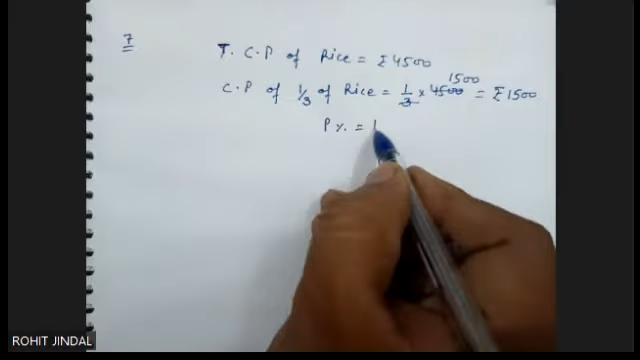 7
T. C.P of Rice = ₹4500
C.P of 1/3 of Rice = 1/3 × 4500 1500 = ₹1500
P%. = 1
ROHIT JINDAL